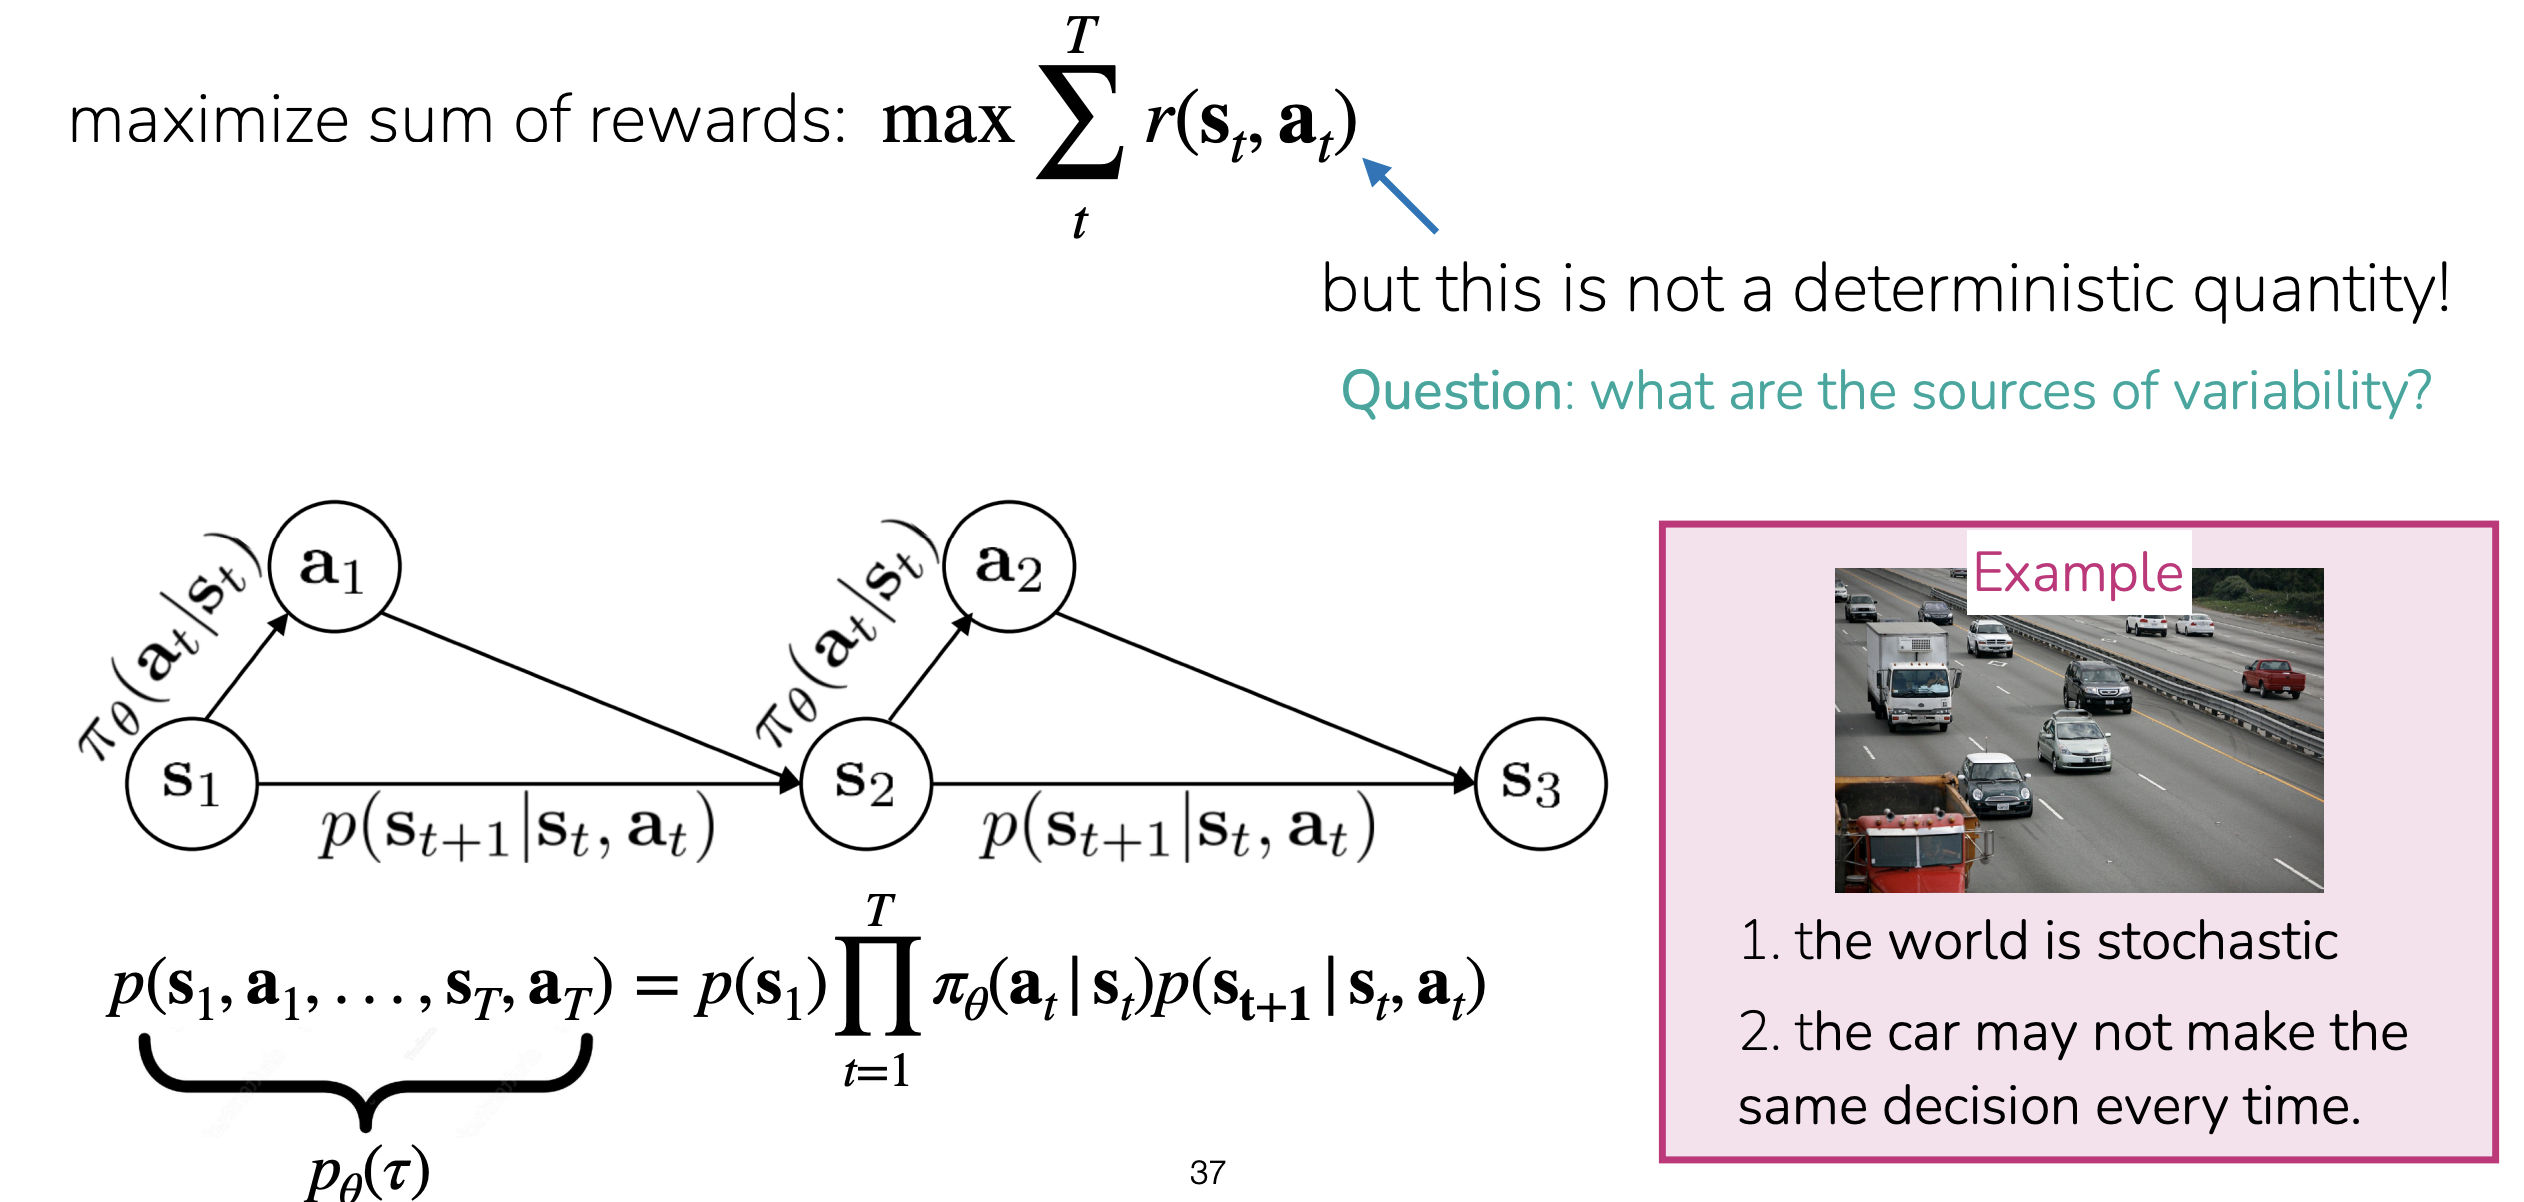 maximize sum of rewards: max \sum_{t}^{T} r(\mathbf{s}_t, \mathbf{a}_t)
but this is not a deterministic quantity!
Question: what are the sources of variability?
\pi_\theta(\mathbf{a}_t|\mathbf{s}_t)
\mathbf{a}_1
\pi_\theta(\mathbf{a}_t|\mathbf{s}_t)
\mathbf{a}_2
\mathbf{s}_1
p(\mathbf{s}_{t+1}|\mathbf{s}_t, \mathbf{a}_t)
\mathbf{s}_2
p(\mathbf{s}_{t+1}|\mathbf{s}_t, \mathbf{a}_t)
\mathbf{s}_3
p(\mathbf{s}_1, \mathbf{a}_1, \ldots, \mathbf{s}_T, \mathbf{a}_T) = p(\mathbf{s}_1) \prod_{t=1}^{T} \pi_\theta(\mathbf{a}_t | \mathbf{s}_t) p(\mathbf{s}_{\mathbf{t+1}} | \mathbf{s}_t, \mathbf{a}_t)
p_\theta(\tau)
Example
1. the world is stochastic
2. the car may not make the
same decision every time.
37